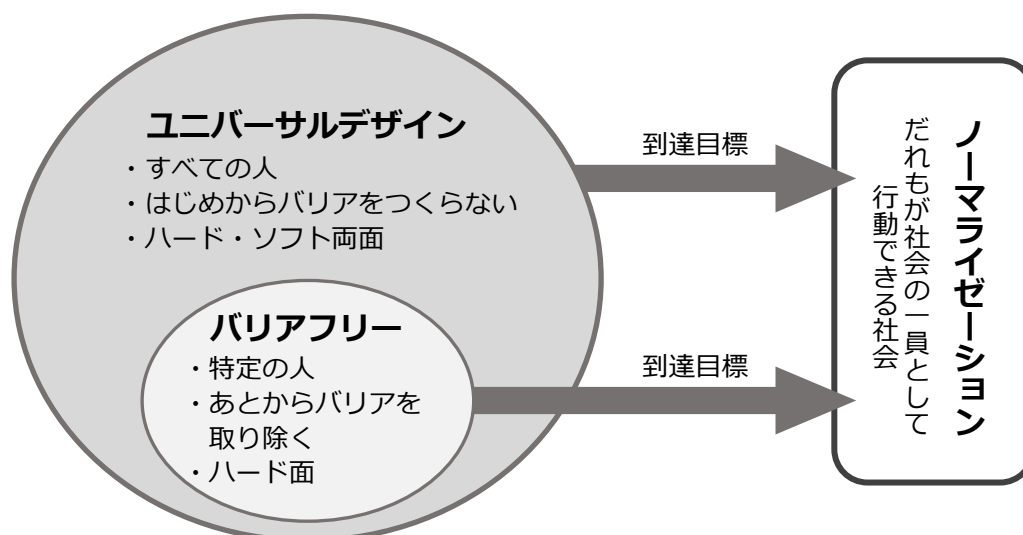 ユニバーサルデザイン
・すべての人
・はじめからバリアをつくらない
・ハード・ソフト両面
バリアフリー
・特定の人
・あとからバリアを
取り除く
・ハード面
到達目標
到達目標
ノーマライゼーション
だれもが社会の一員として
行動できる社会